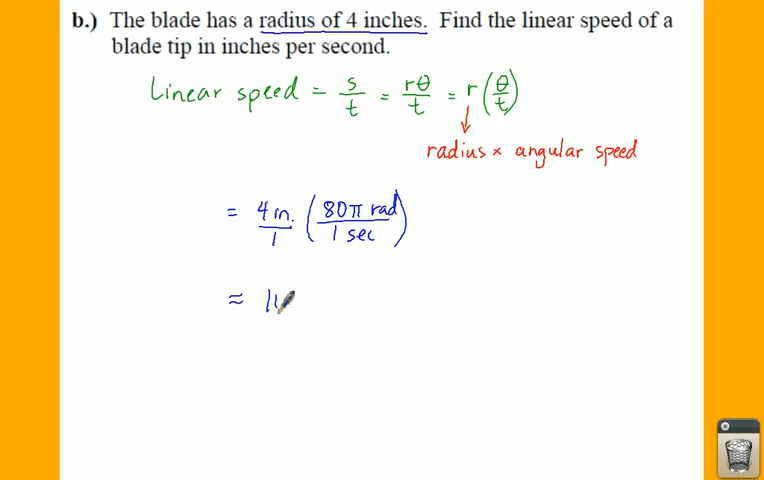 b.) The blade has a radius of 4 inches. Find the linear speed of a
blade tip in inches per second.
Linear speed = s/t = rθ/t = r(θ/t)
radius × angular speed
= 4 in./1 (80π rad/1 sec)
≈ 1